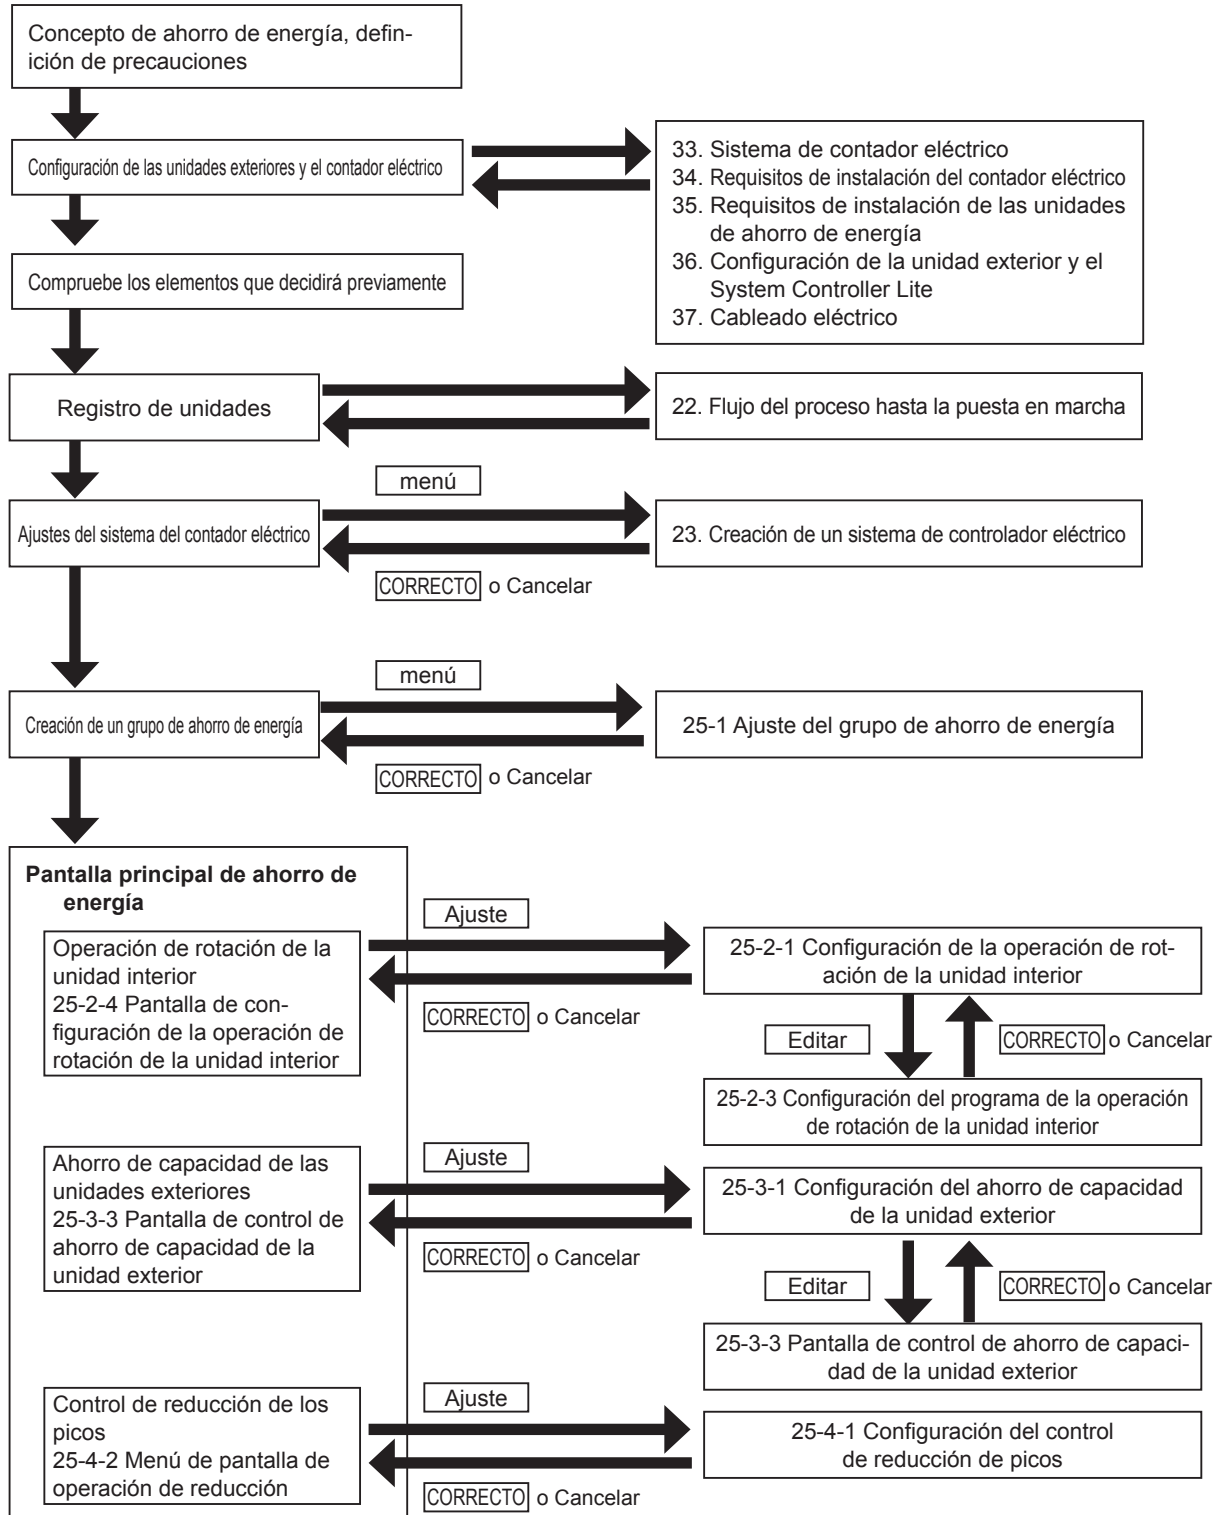 Concepto de ahorro de energía, defin-
ición de precauciones
Configuración de las unidades exteriores y el contador eléctrico
33. Sistema de contador eléctrico
34. Requisitos de instalación del contador eléctrico
35. Requisitos de instalación de las unidades
de ahorro de energía
36. Configuración de la unidad exterior y el
System Controller Lite
37. Cableado eléctrico
Compruebe los elementos que decidirá previamente
Registro de unidades
22. Flujo del proceso hasta la puesta en marcha
menú
Ajustes del sistema del contador eléctrico
23. Creación de un sistema de controlador eléctrico
CORRECTO o Cancelar
menú
Creación de un grupo de ahorro de energía
25-1 Ajuste del grupo de ahorro de energía
CORRECTO o Cancelar
Pantalla principal de ahorro de
energía
Ajuste
Operación de rotación de la
unidad interior
25-2-4 Pantalla de con-
figuración de la operación de
rotación de la unidad interior
25-2-1 Configuración de la operación de rot-
ación de la unidad interior
CORRECTO o Cancelar
Editar
CORRECTO o Cancelar
25-2-3 Configuración del programa de la operación
de rotación de la unidad interior
Ajuste
Ahorro de capacidad de las
unidades exteriores
25-3-3 Pantalla de control de
ahorro de capacidad de la
unidad exterior
25-3-1 Configuración del ahorro de capacidad
de la unidad exterior
CORRECTO o Cancelar
Editar
CORRECTO o Cancelar
25-3-3 Pantalla de control de ahorro de capaci-
dad de la unidad exterior
Ajuste
Control de reducción de los
picos
25-4-2 Menú de pantalla de
operación de reducción
25-4-1 Configuración del control
de reducción de picos
CORRECTO o Cancelar